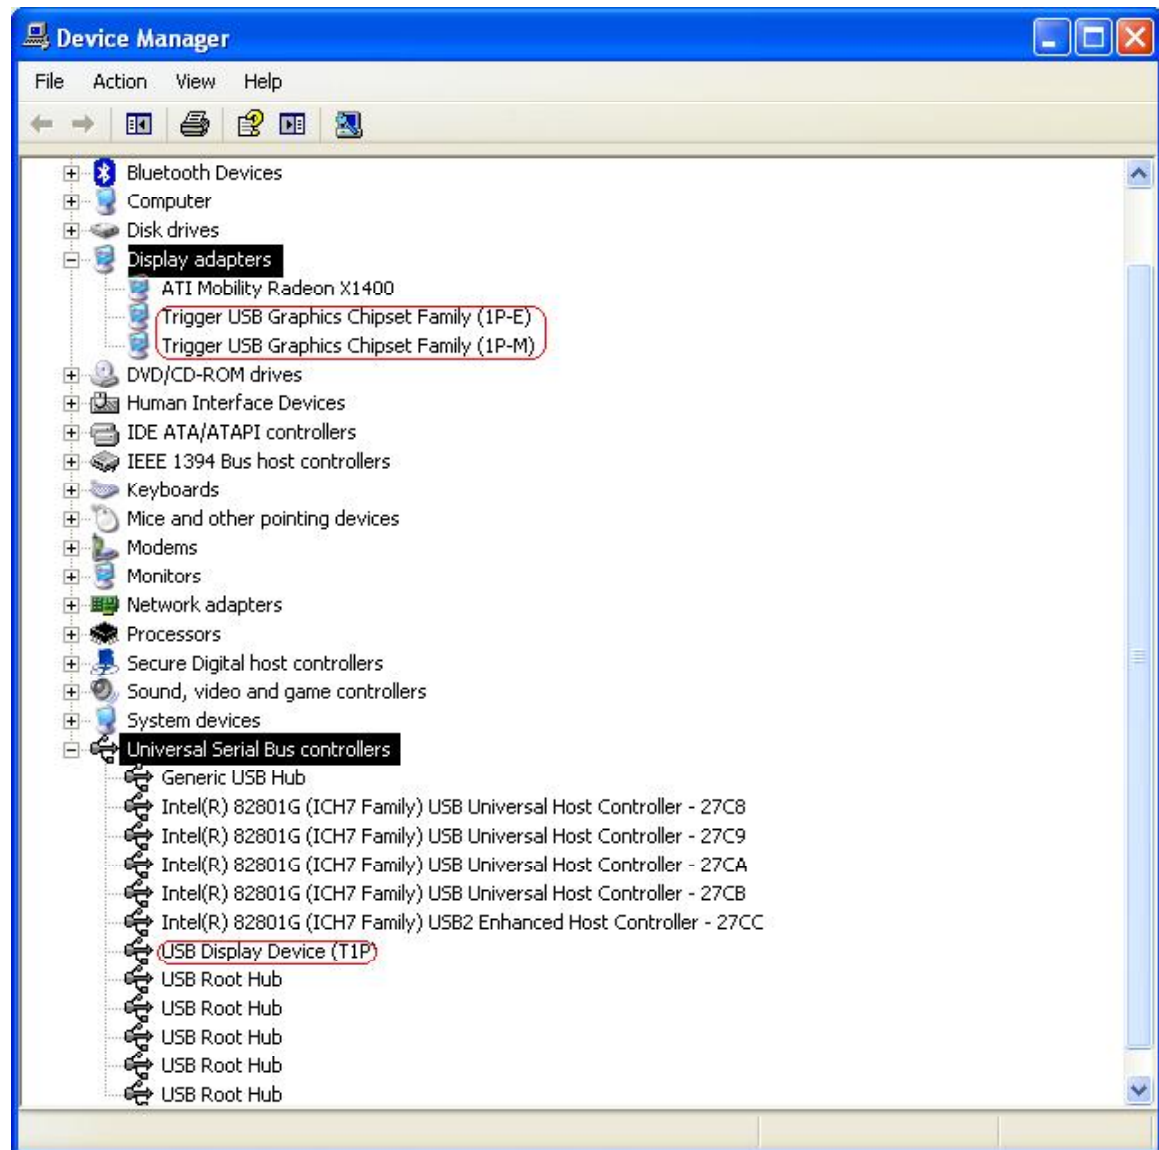 Device Manager
File Action View Help
Bluetooth Devices
Computer
Disk drives
Display adapters
ATI Mobility Radeon X1400
Trigger USB Graphics Chipset Family (1P-E)
Trigger USB Graphics Chipset Family (1P-M)
DVD/CD-ROM drives
Human Interface Devices
IDE ATA/ATAPI controllers
IEEE 1394 Bus host controllers
Keyboards
Mice and other pointing devices
Modems
Monitors
Network adapters
Processors
Secure Digital host controllers
Sound, video and game controllers
System devices
Universal Serial Bus controllers
Generic USB Hub
Intel(R) 82801G (ICH7 Family) USB Universal Host Controller - 27C8
Intel(R) 82801G (ICH7 Family) USB Universal Host Controller - 27C9
Intel(R) 82801G (ICH7 Family) USB Universal Host Controller - 27CA
Intel(R) 82801G (ICH7 Family) USB Universal Host Controller - 27CB
Intel(R) 82801G (ICH7 Family) USB2 Enhanced Host Controller - 27CC
USB Display Device (T1P)
USB Root Hub
USB Root Hub
USB Root Hub
USB Root Hub
USB Root Hub